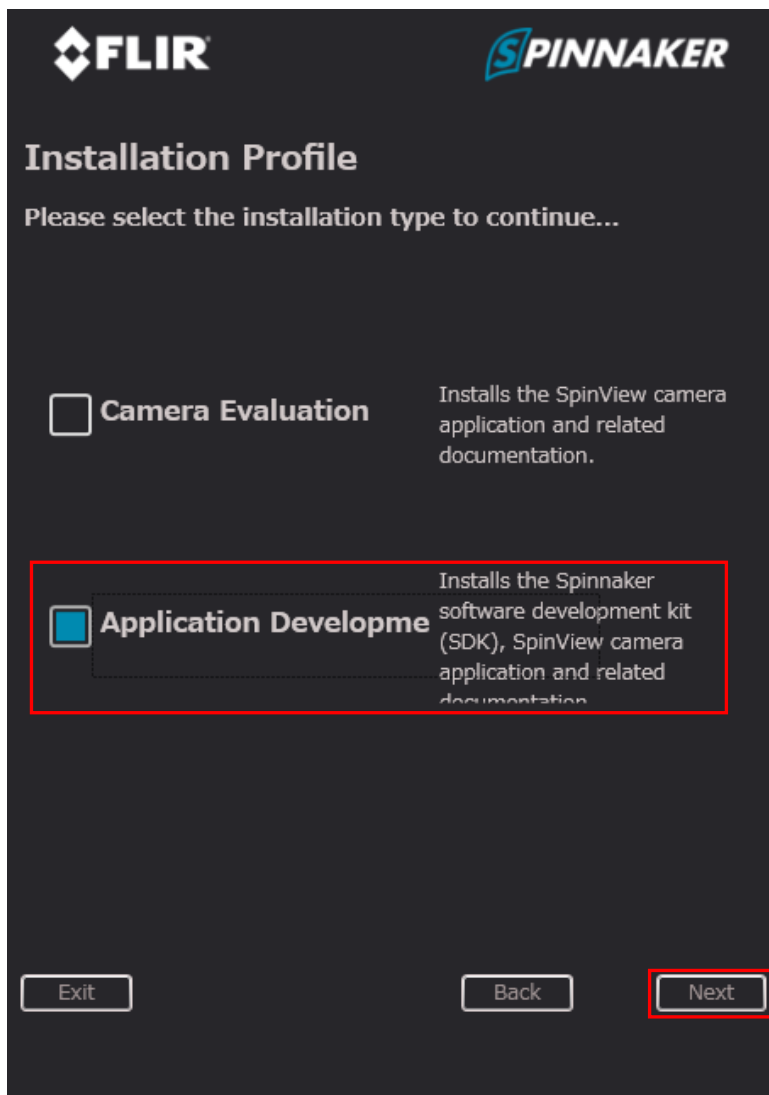 FLIR
SPINNAKER
Installation Profile
Please select the installation type to continue...
Camera Evaluation
Installs the SpinView camera
application and related
documentation.
Application Developme
Installs the Spinnaker
software development kit
(SDK), SpinView camera
application and related
documentation
Exit
Back
Next